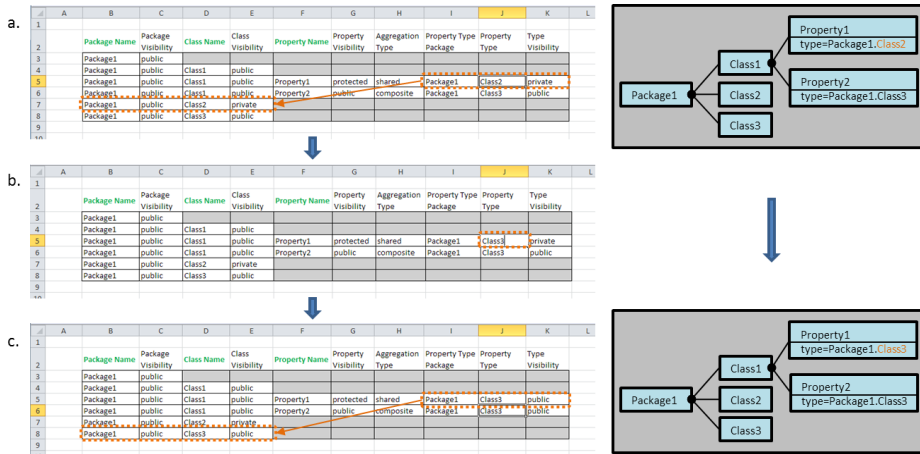 a.
A B C D E F G H I J K L
1
2 Package Name Package Visibility Class Name Class Visibility Property Name Property Visibility Aggregation Type Property Type Package Property Type Type Visibility
3 Package1 public
4 Package1 public Class1 public
5 Package1 public Class1 public Property1 protected shared Package1 Class2 private
6 Package1 public Class1 public Property2 public composite Package1 Class3 public
7 Package1 public Class2 private
8 Package1 public Class3 public
9
Package1
Class1
Class2
Class3
Property1
type=Package1.Class2
Property2
type=Package1.Class3
b.
A B C D E F G H I J K L
1
2 Package Name Package Visibility Class Name Class Visibility Property Name Property Visibility Aggregation Type Property Type Package Property Type Type Visibility
3 Package1 public
4 Package1 public Class1 public
5 Package1 public Class1 public Property1 protected shared Package1 Class3 private
6 Package1 public Class1 public Property2 public composite Package1 Class3 public
7 Package1 public Class2 private
8 Package1 public Class3 public
9
10
c.
A B C D E F G H I J K L
1
2 Package Name Package Visibility Class Name Class Visibility Property Name Property Visibility Aggregation Type Property Type Package Property Type Type Visibility
3 Package1 public
4 Package1 public Class1 public
5 Package1 public Class1 public Property1 protected shared Package1 Class3 public
6 Package1 public Class1 public Property2 public composite Package1 Class3 public
7 Package1 public Class2 private
8 Package1 public Class3 public
9
Package1
Class1
Class2
Class3
Property1
type=Package1.Class3
Property2
type=Package1.Class3